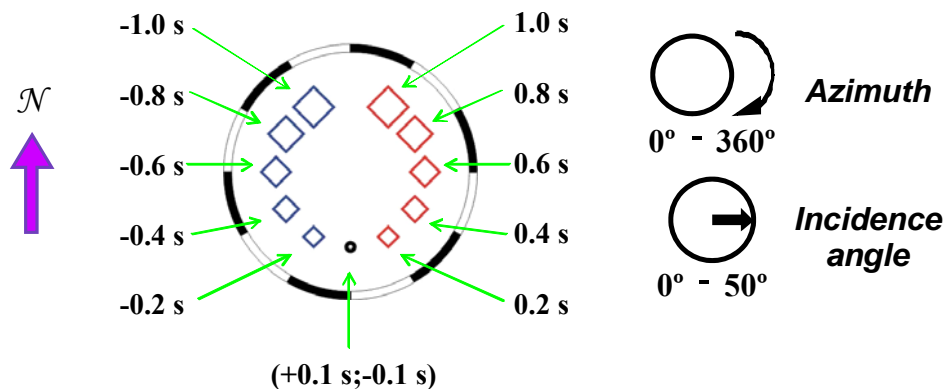 -1.0 s
1.0 s
𝒩
-0.8 s
0.8 s
Azimuth
0º - 360º
-0.6 s
0.6 s
-0.4 s
0.4 s
Incidence
angle
0º - 50º
-0.2 s
0.2 s
(+0.1 s;-0.1 s)